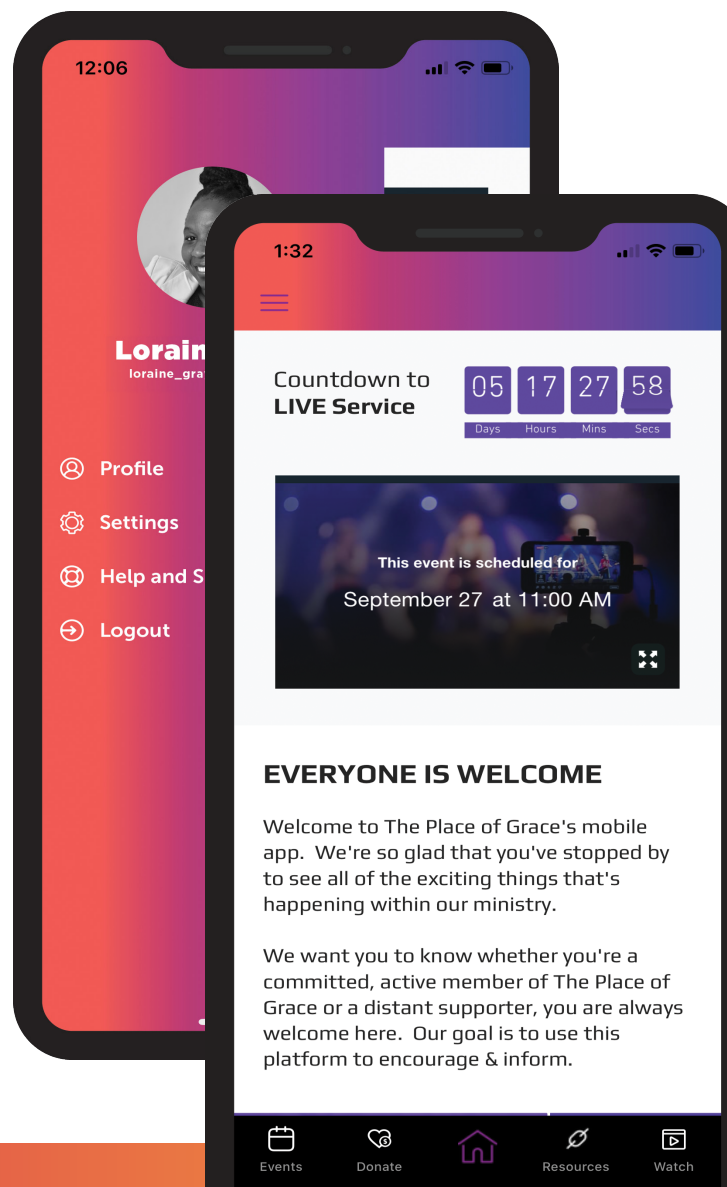 12:06
Lorain
loraine_gra
Profile
Settings
Help and S
Logout
1:32
Countdown to
LIVE Service
05 17 27 58
Days Hours Mins Secs
This event is scheduled for
September 27 at 11:00 AM
EVERYONE IS WELCOME
Welcome to The Place of Grace's mobile
app. We're so glad that you've stopped by
to see all of the exciting things that's
happening within our ministry.
We want you to know whether you're a
committed, active member of The Place of
Grace or a distant supporter, you are always
welcome here. Our goal is to use this
platform to encourage & inform.
Events Donate Resources Watch